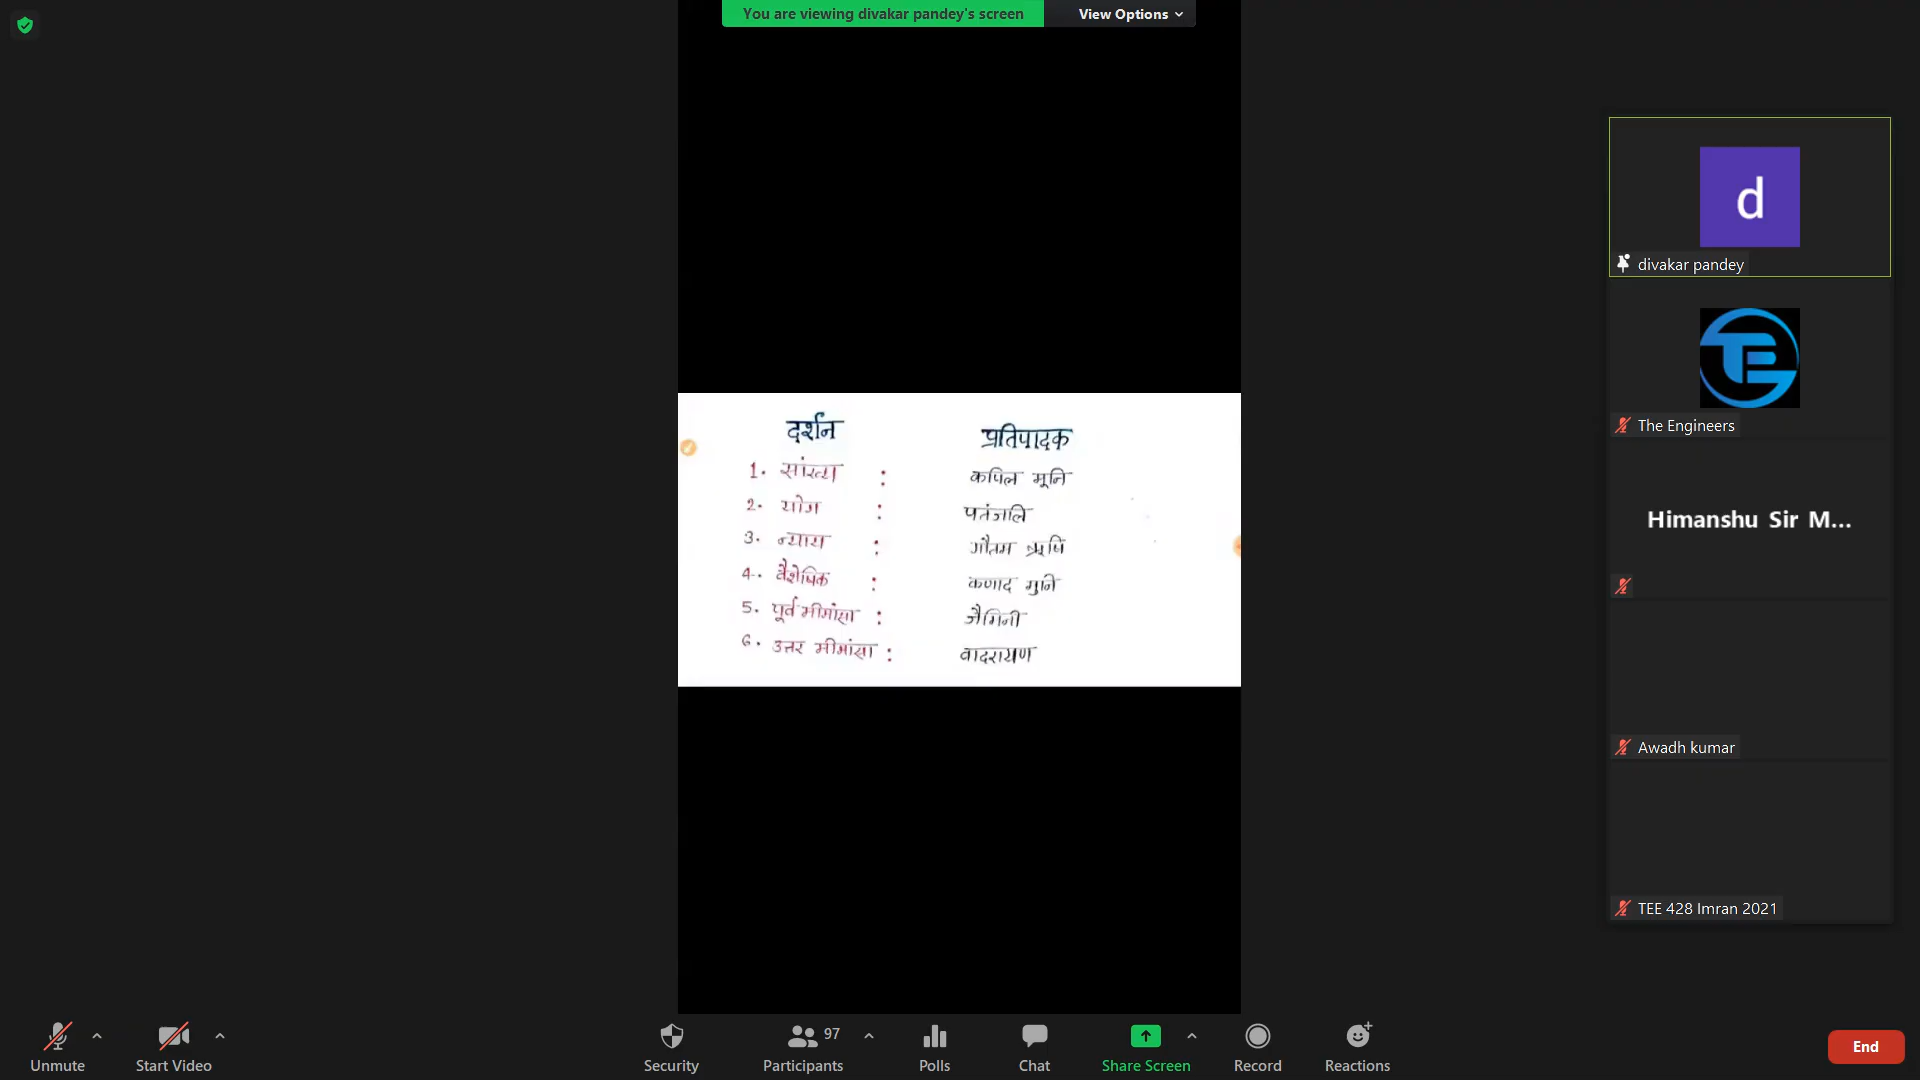 You are viewing divakar pandey's screen View Options
d
divakar pandey
TE
The Engineers
दर्शन प्रतिपादक
1. सांख्य : कपिल मूनि
2. योग : पतंजलि
3. न्याय : गौतम ऋषि
4. वैशेषिक : कणाद मुनि
5. पूर्व मीमांसा : जैमिनी
6. उत्तर मीमांसा : वादरायण
Himanshu Sir M...
Awadh kumar
TEE 428 Imran 2021
Unmute Start Video Security Participants 97 Polls Chat Share Screen Record Reactions End